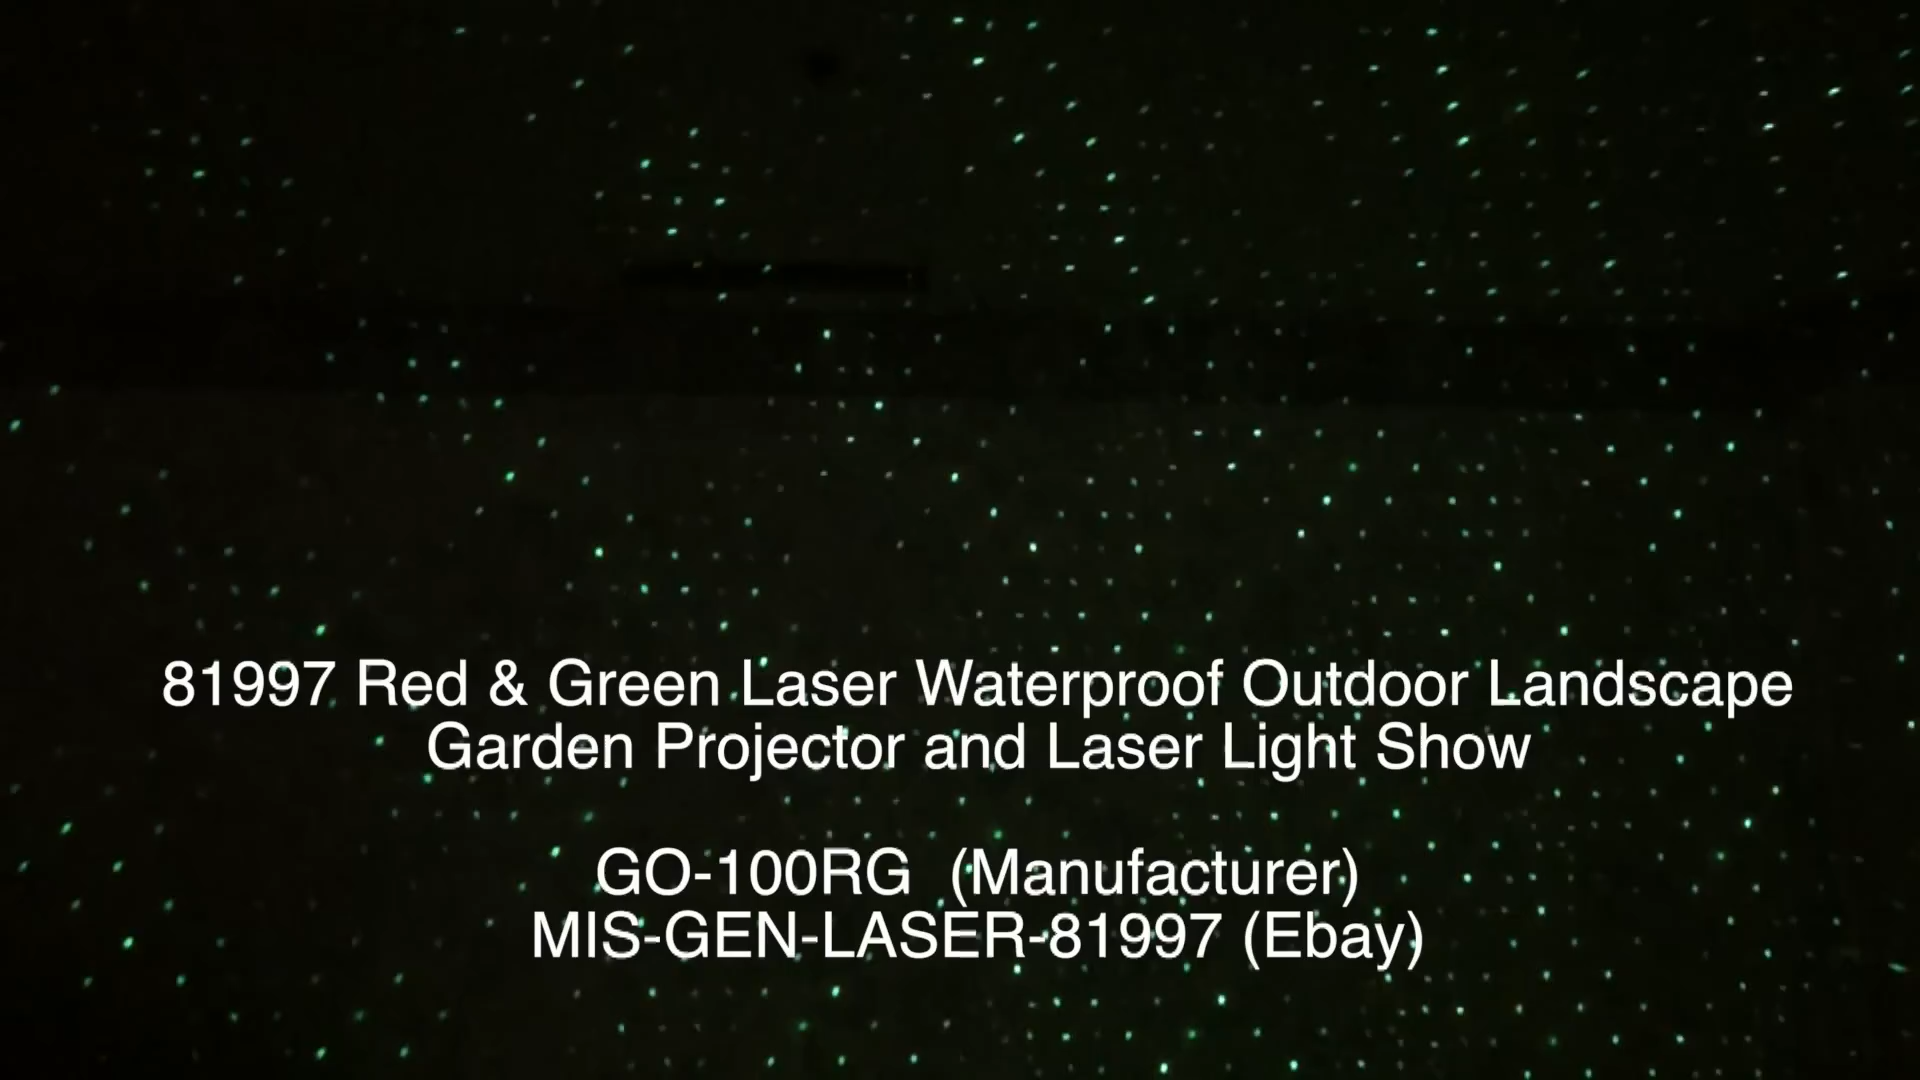 81997 Red & Green Laser Waterproof Outdoor Landscape
Garden Projector and Laser Light Show
GO-100RG (Manufacturer)
MIS-GEN-LASER-81997 (Ebay)